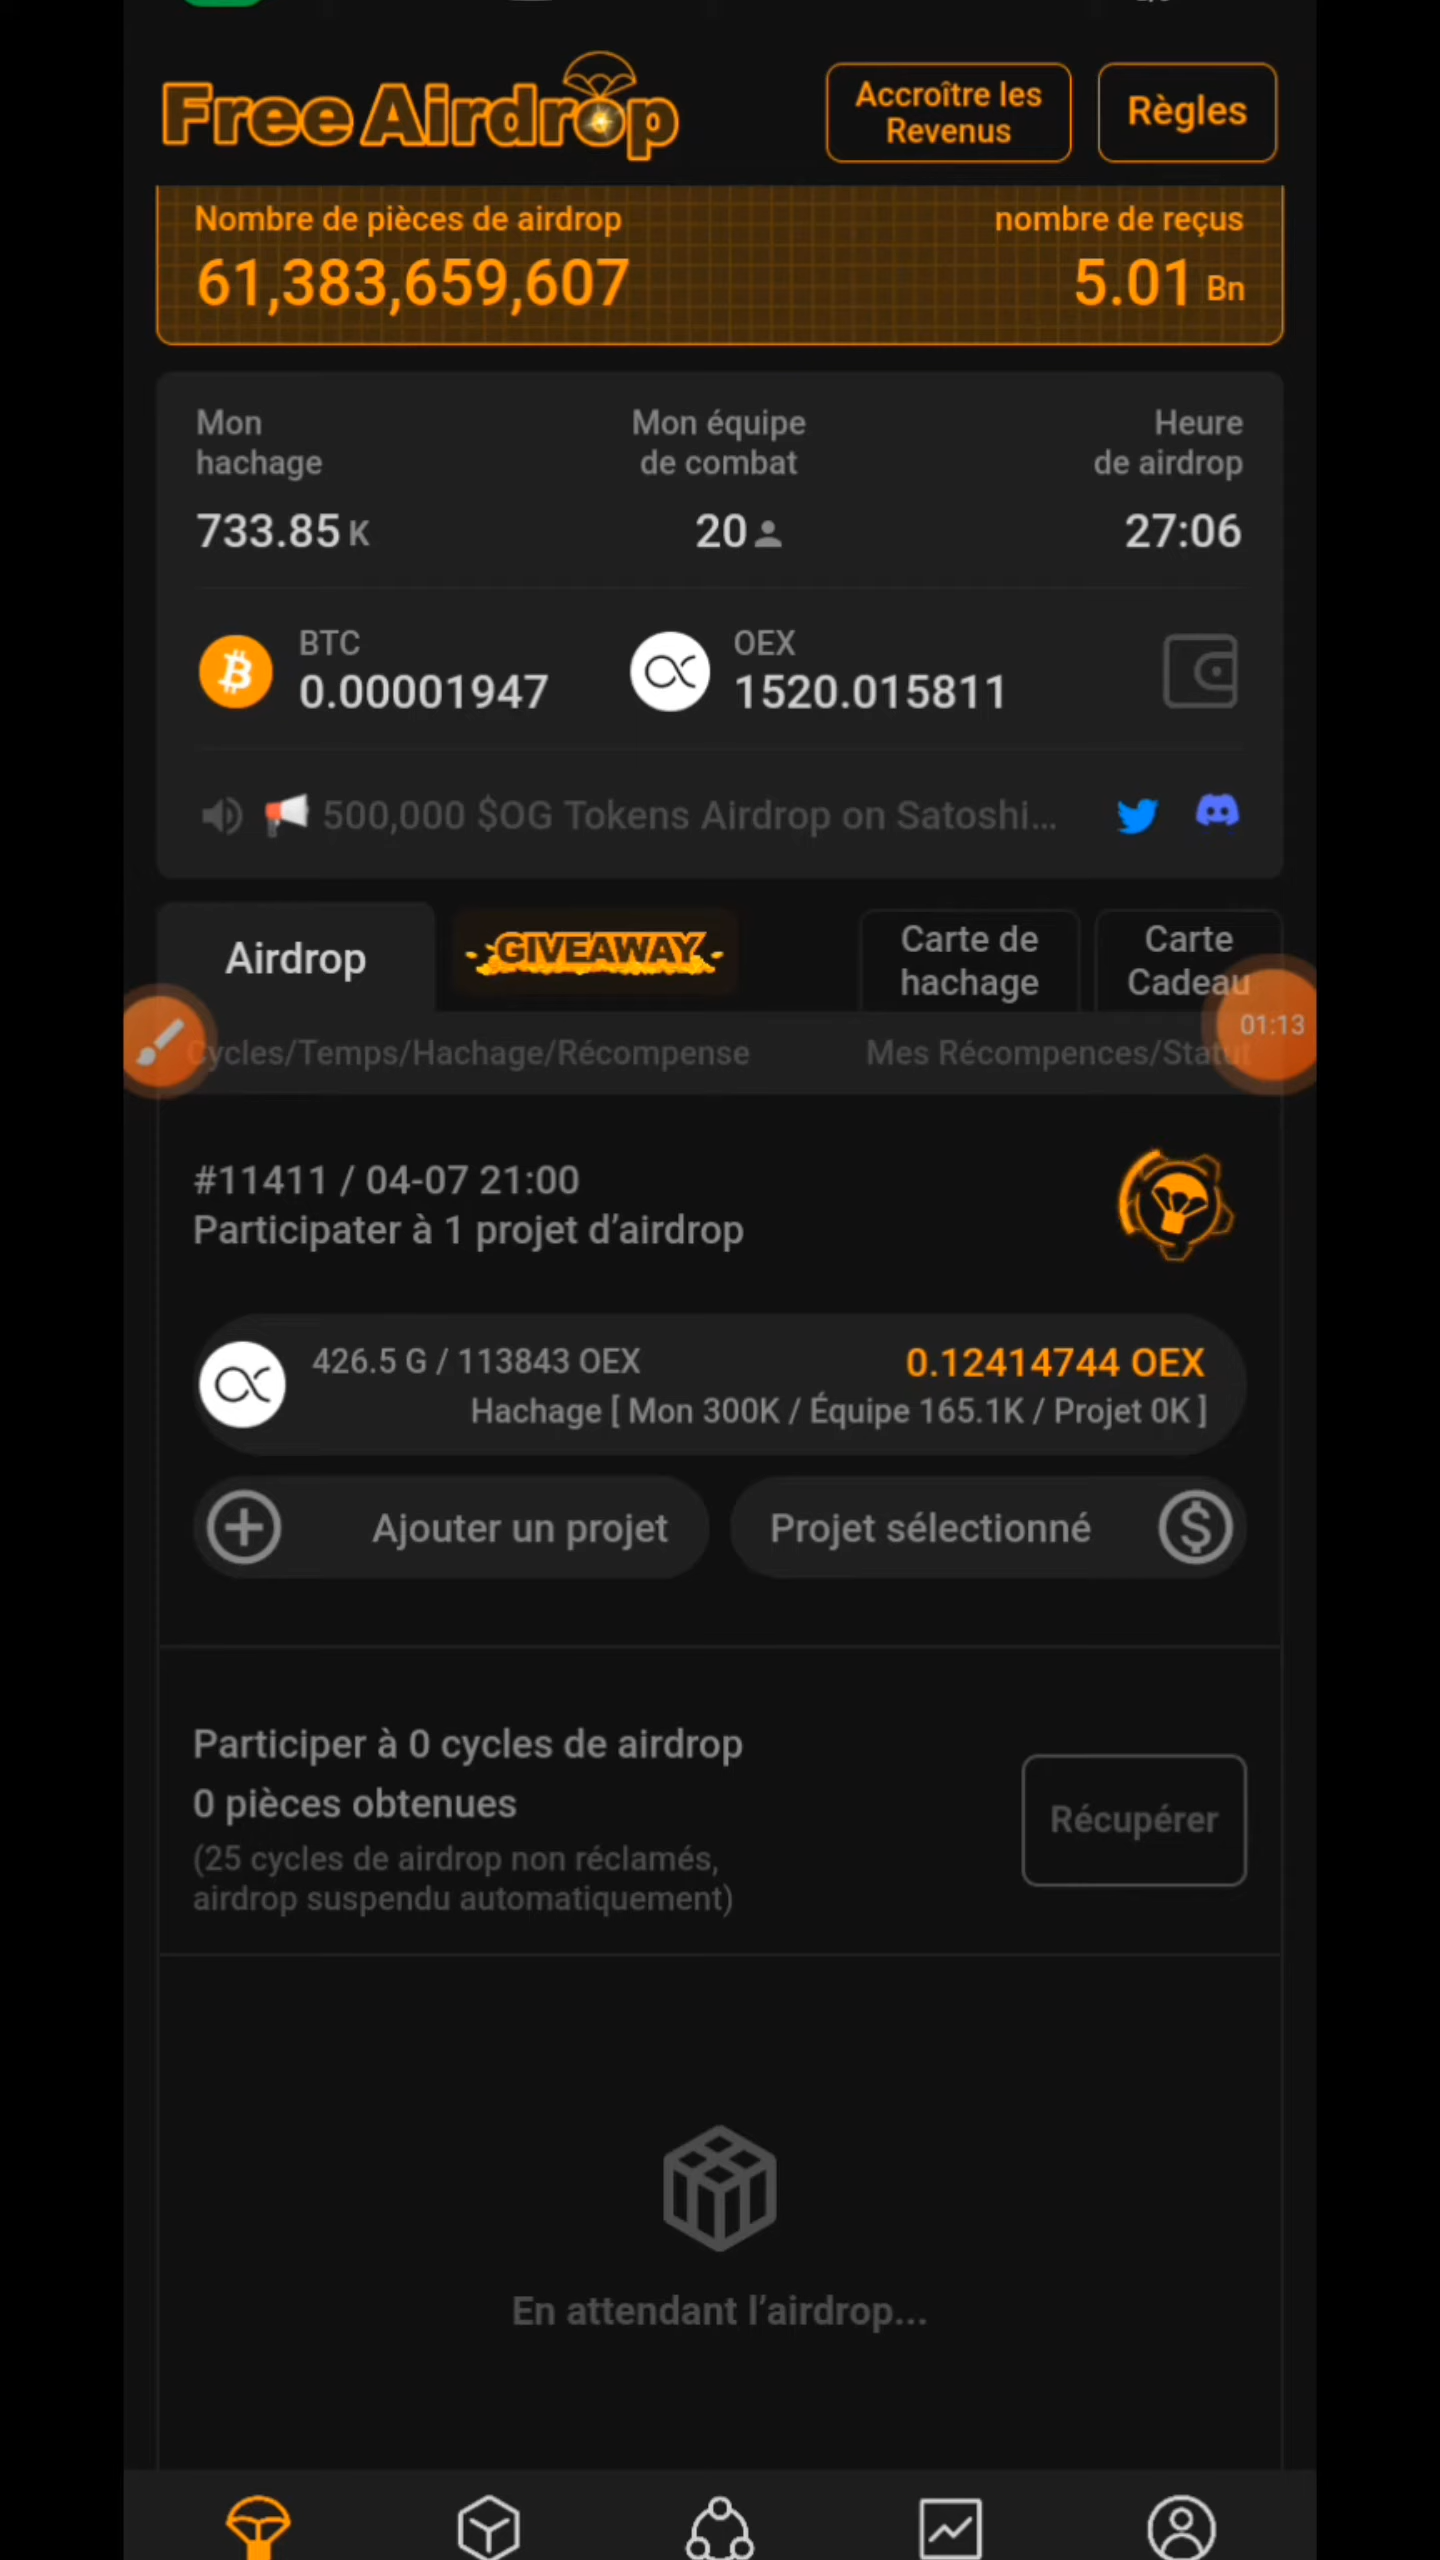 Free Airdrop
Accroître les
Revenus
Règles
Nombre de pièces de airdrop
nombre de reçus
61,383,659,607
5.01 Bn
Mon
hachage
Mon équipe
de combat
Heure
de airdrop
733.85 K
20
27:06
BTC
0.00001947
OEX
1520.015811
500,000 $OG Tokens Airdrop on Satoshi...
Airdrop
GIVEAWAY
Carte de
hachage
Carte
Cadeau
01:13
Cycles/Temps/Hachage/Récompense
Mes Récompences/Statut
#11411 / 04-07 21:00
Participater à 1 projet d’airdrop
426.5 G / 113843 OEX
0.12414744 OEX
Hachage [ Mon 300K / Équipe 165.1K / Projet 0K ]
Ajouter un projet
Projet sélectionné
Participer à 0 cycles de airdrop
0 pièces obtenues
(25 cycles de airdrop non réclamés,
airdrop suspendu automatiquement)
Récupérer
En attendant l’airdrop...